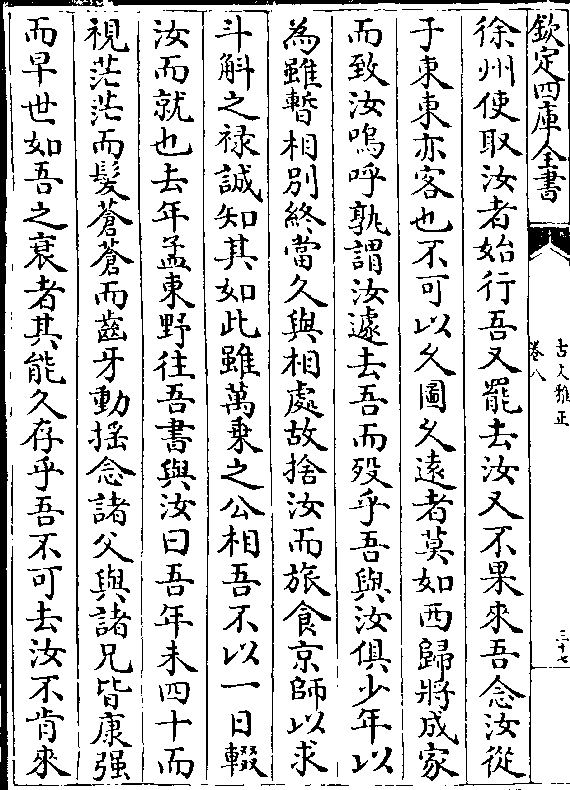 欽定四庫全書
古文雅正
卷八
三十七
徐州使取汝者始行吾又罷去汝又不果來吾念汝從
于東東亦客也不可以久圖久遠者莫如西歸將成家
而致汝嗚呼孰謂汝遽去吾而殁乎吾與汝俱少年以
為雖暫相別終當久與相處故捨汝而旅食京師以求
斗斛之禄誠知其如此雖萬乗之公相吾不以一日輟
汝而就也去年孟東野往吾書與汝曰吾年未四十而
視茫茫而髮蒼蒼而齒牙動揺念諸父與諸兄皆康强
而早世如吾之衰者其能久存乎吾不可去汝不肯來